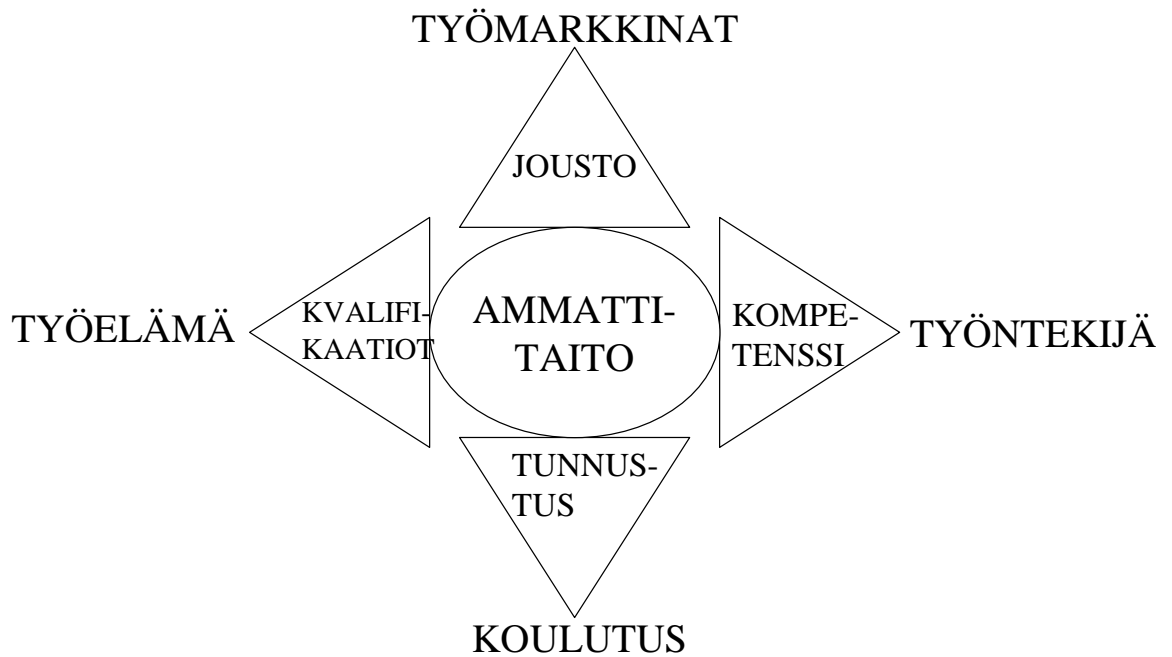 TYÖMARKKINAT
JOUSTO
TYÖELÄMÄ
KVALIFI-
KAATIOT
AMMATTI-
TAITO
KOMPE-
TENSSI
TYÖNTEKIJÄ
TUNNUS-
TUS
KOULUTUS